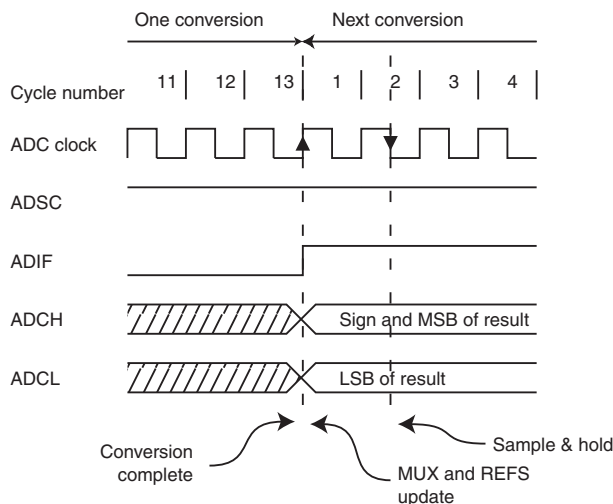 One conversion Next conversion
Cycle number 11 12 13 1 2 3 4
ADC clock
ADSC
ADIF
ADCH Sign and MSB of result
ADCL LSB of result
Conversion
complete
MUX and REFS
update
Sample & hold